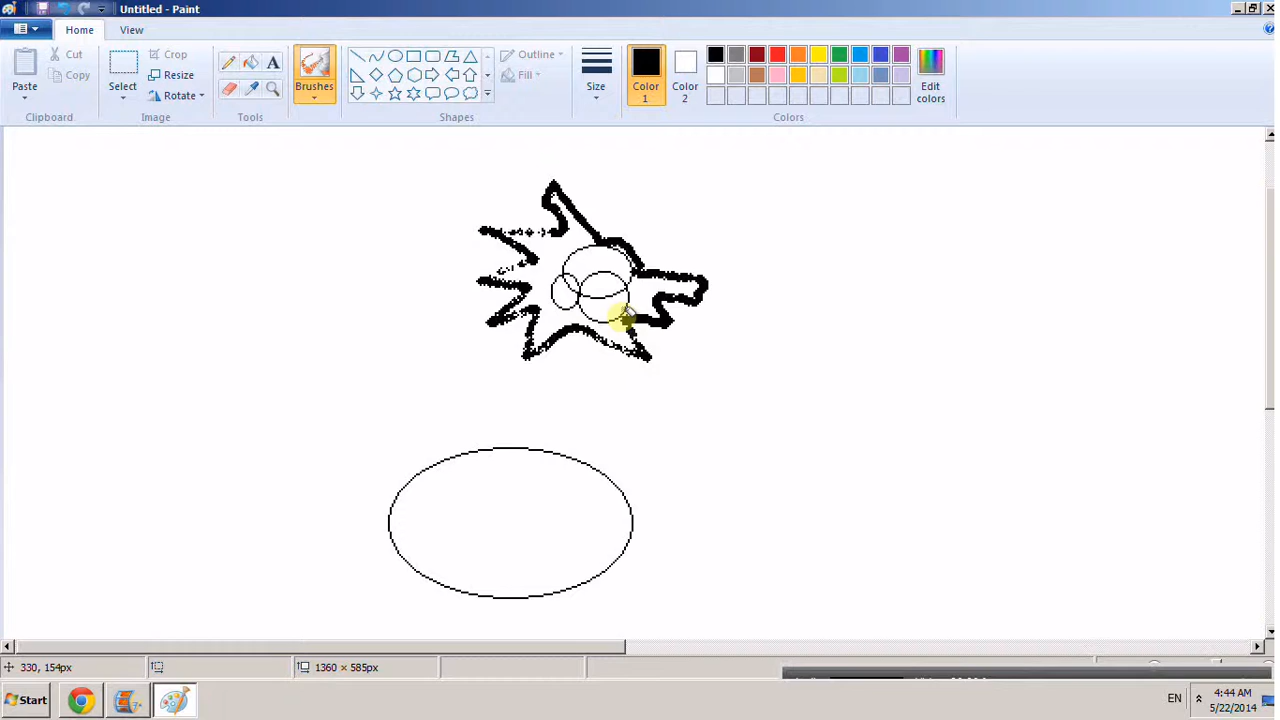 Untitled - Paint
Home View
Paste
Cut
Copy
Clipboard
Select
Crop
Resize
Rotate
Image
A
Tools
Brushes
Outline
Fill
Shapes
Size
Color 1
Color 2
Edit colors
Colors
330, 154px
1360 × 585px
Start
EN
4:44 AM
5/22/2014